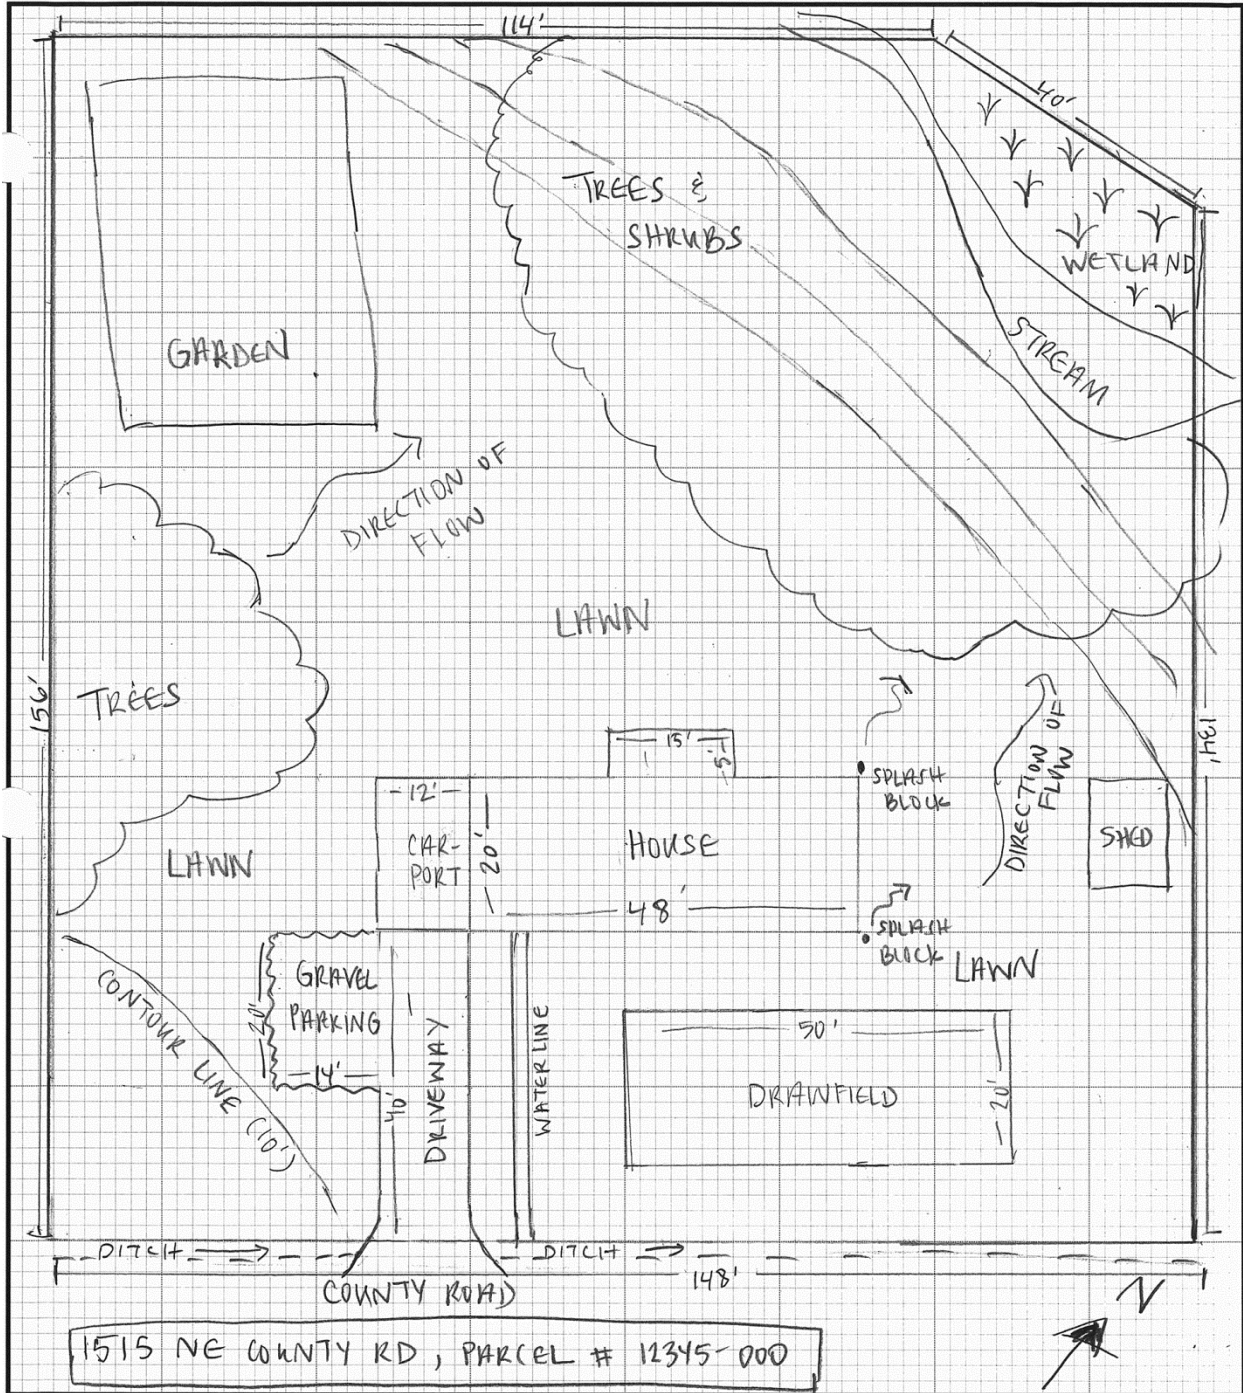 114'
40'
TREES &
SHRUBS
WETLAND
STREAM
GARDEN
DIRECTION OF
FLOW
LAWN
TREES
156'
134'
15'
5'
SPLASH
BLOCK
DIRECTION OF
FLOW
12'
CAR-
PORT
20'
HOUSE
SHED
LAWN
48'
SPLASH
BLOCK
LAWN
CONTOUR LINE (10')
20'
GRAVEL
PARKING
14'
40'
DRIVEWAY
WATERLINE
50'
DRAINFIELD
20'
DITCH
DITCH
148'
COUNTY ROAD
N
1515 NE COUNTY RD, PARCEL # 12345-000